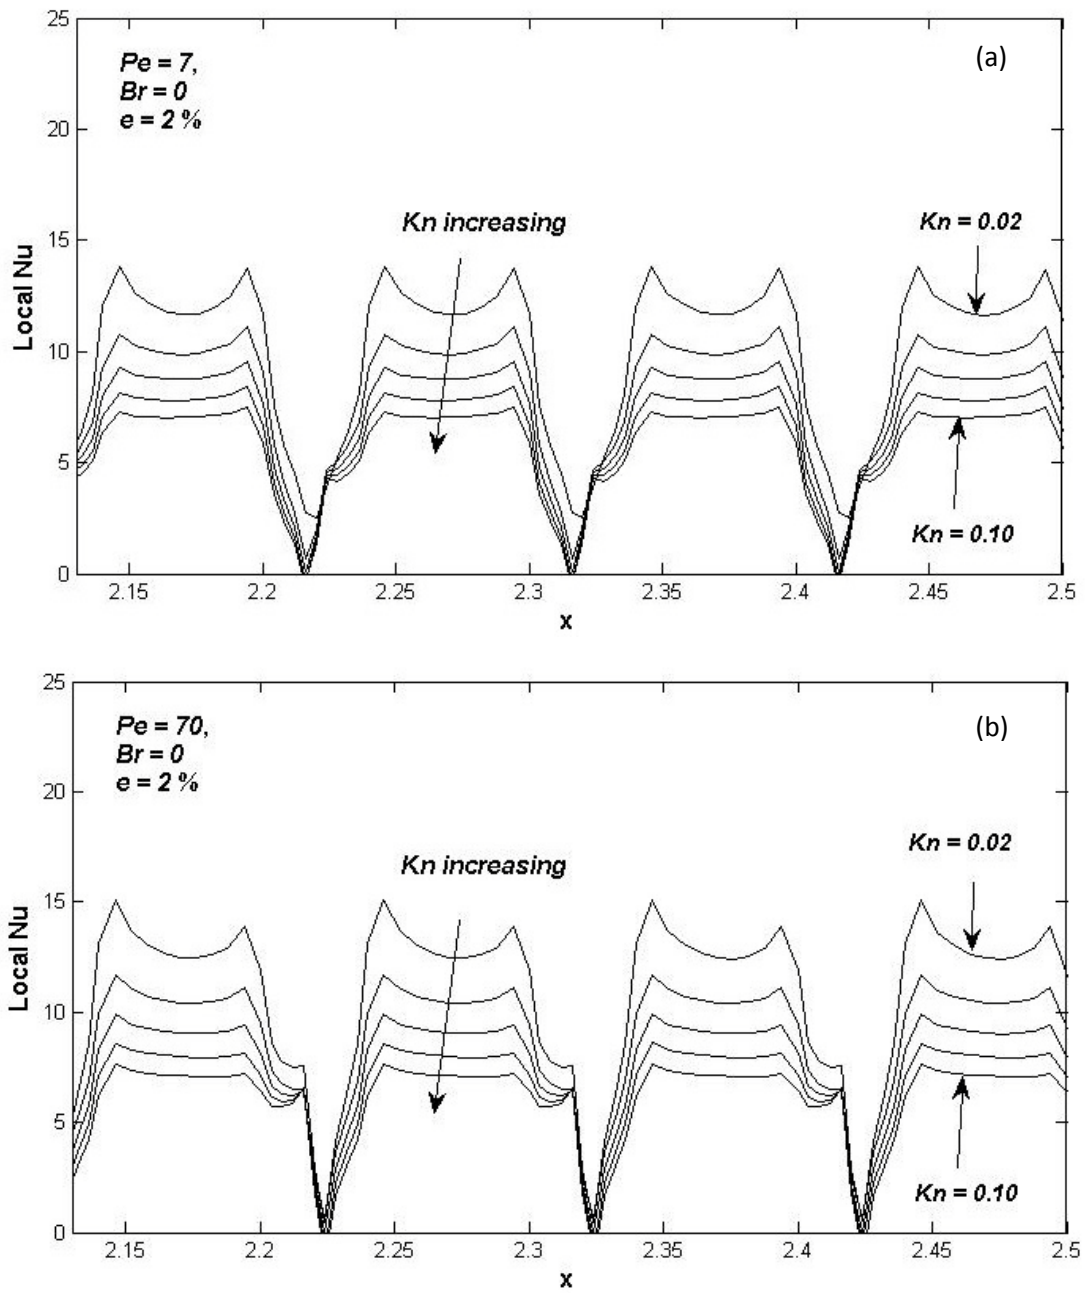 25
20
15
10
5
0
Local Nu
Pe = 7,
Br = 0
e = 2 %
(a)
Kn increasing
Kn = 0.02
Kn = 0.10
2.15 2.2 2.25 2.3 2.35 2.4 2.45 2.5
x
25
20
15
10
5
0
Local Nu
Pe = 70,
Br = 0
e = 2 %
(b)
Kn increasing
Kn = 0.02
Kn = 0.10
2.15 2.2 2.25 2.3 2.35 2.4 2.45 2.5
x